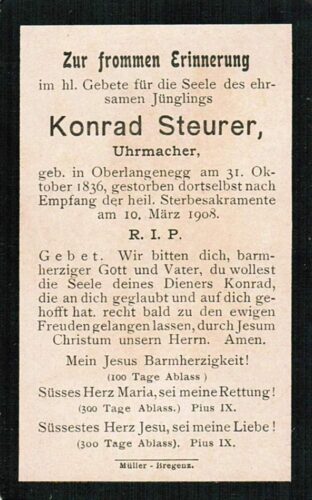 Zur frommen Erinnerung
im hl. Gebete für die Seele des ehr-
samen Jünglings
Konrad Steurer,
Uhrmacher,
geb. in Oberlangenegg am 31. Ok-
tober 1836, gestorben dortselbst nach
Empfang der heil. Sterbesakramente
am 10. März 1908.
R. I. P.
Gebet. Wir bitten dich, barm-
herziger Gott und Vater, du wollest
die Seele deines Dieners Konrad,
die an dich geglaubt und auf dich ge-
hofft hat. recht bald zu den ewigen
Freuden gelangen lassen, durch Jesum
Christum unsern Herrn. Amen.
Mein Jesus Barmherzigkeit!
(100 Tage Ablass)
Süsses Herz Maria, sei meine Rettung!
(300 Tage Ablass.) Pius IX.
Süssestes Herz Jesu, sei meine Liebe!
(300 Tage Ablass). Pius IX.
Müller - Bregenz.